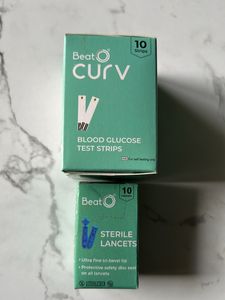 10
Strips
BeatO
CURV
BLOOD GLUCOSE
TEST STRIPS
For self testing only
10
BeatO
STERILE
LANCETS
• Ultra fine tri-bevel tip
• Protective safety disc seal
on all lancets